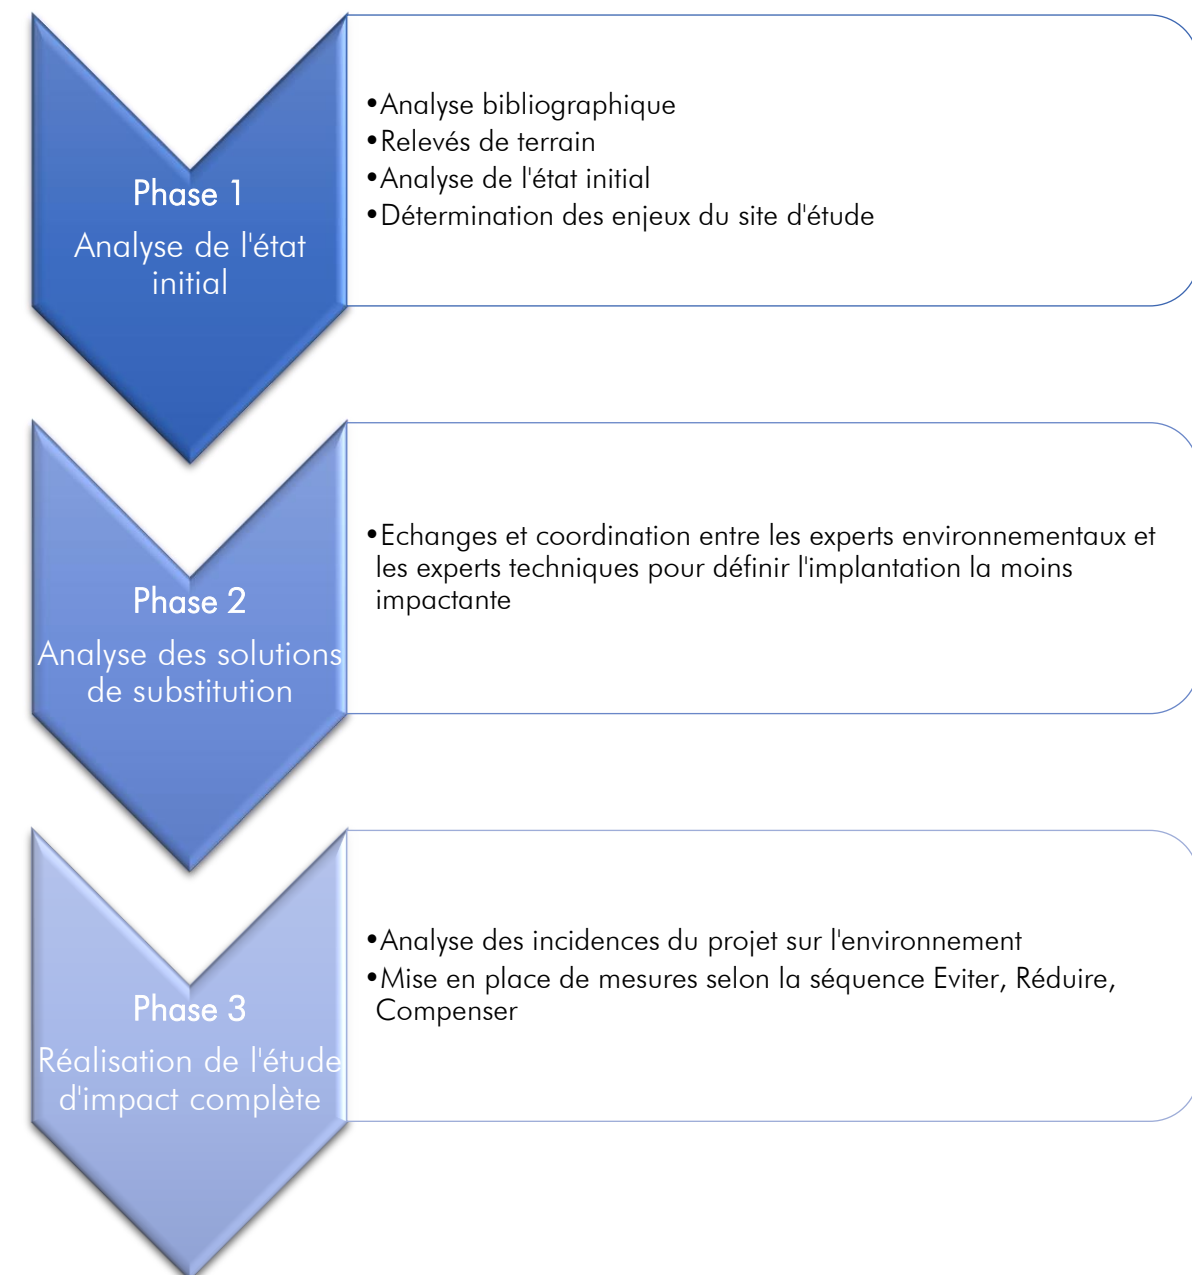 Phase 1
Analyse de l'état
initial
•Analyse bibliographique
•Relevés de terrain
•Analyse de l'état initial
•Détermination des enjeux du site d'étude
Phase 2
Analyse des solutions
de substitution
•Echanges et coordination entre les experts environnementaux et
les experts techniques pour définir l'implantation la moins
impactante
Phase 3
Réalisation de l'étude
d'impact complète
•Analyse des incidences du projet sur l'environnement
•Mise en place de mesures selon la séquence Eviter, Réduire,
Compenser